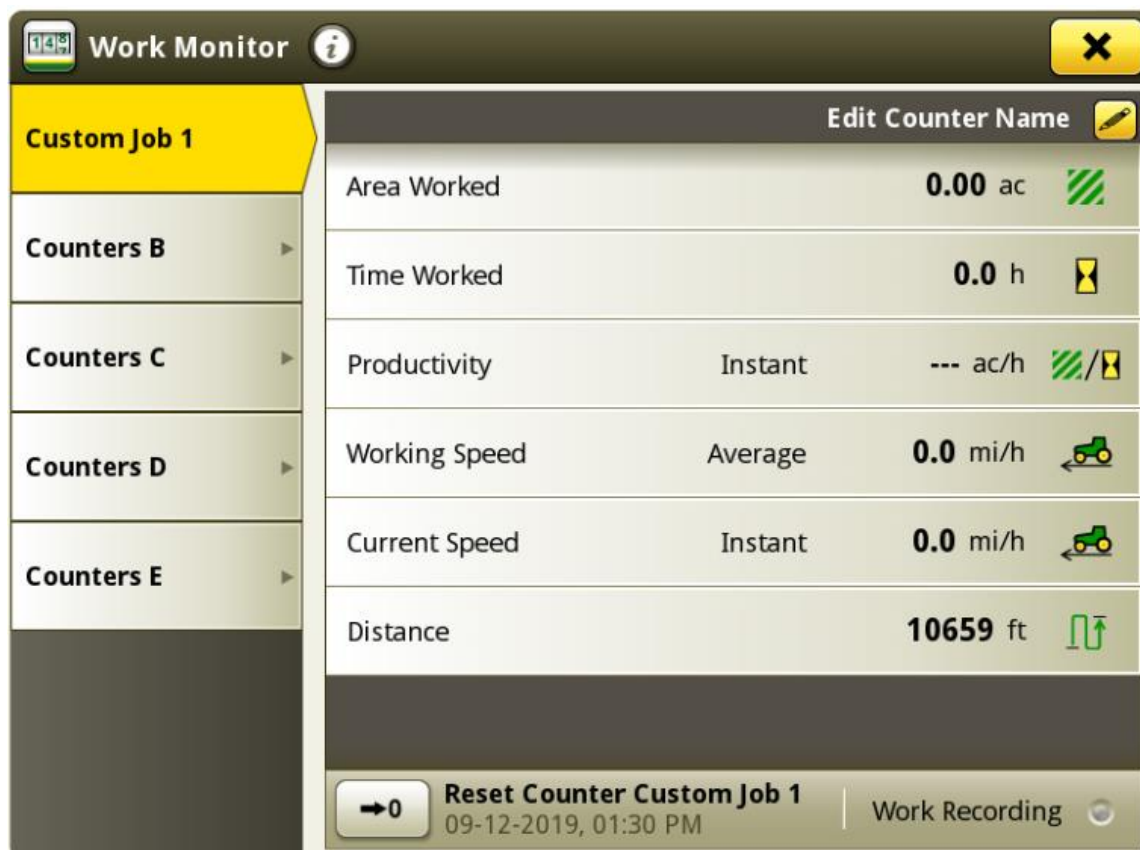 Work Monitor
Custom Job 1
Counters B
Counters C
Counters D
Counters E
Edit Counter Name
Area Worked 0.00 ac
Time Worked 0.0 h
Productivity Instant --- ac/h
Working Speed Average 0.0 mi/h
Current Speed Instant 0.0 mi/h
Distance 10659 ft
➡0 Reset Counter Custom Job 1
09-12-2019, 01:30 PM
Work Recording